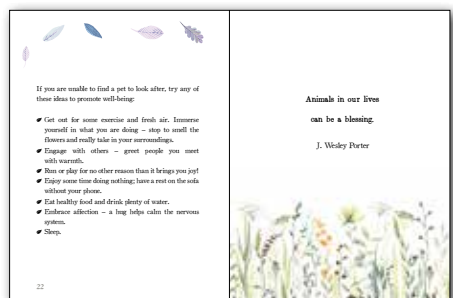 If you are unable to find a pet to look after, try any of
these ideas to promote well-being:
Get out for some exercise and fresh air. Immerse
yourself in what you are doing – stop to smell the
flowers and really take in your surroundings.
Engage with others – greet people you meet
with warmth.
Run or play for no other reason than it brings you joy!
Enjoy some time doing nothing; have a rest on the sofa
without your phone.
Eat healthy food and drink plenty of water.
Embrace affection – a hug helps calm the nervous
system.
Sleep.
22
Animals in our lives
can be a blessing.
J. Wesley Porter